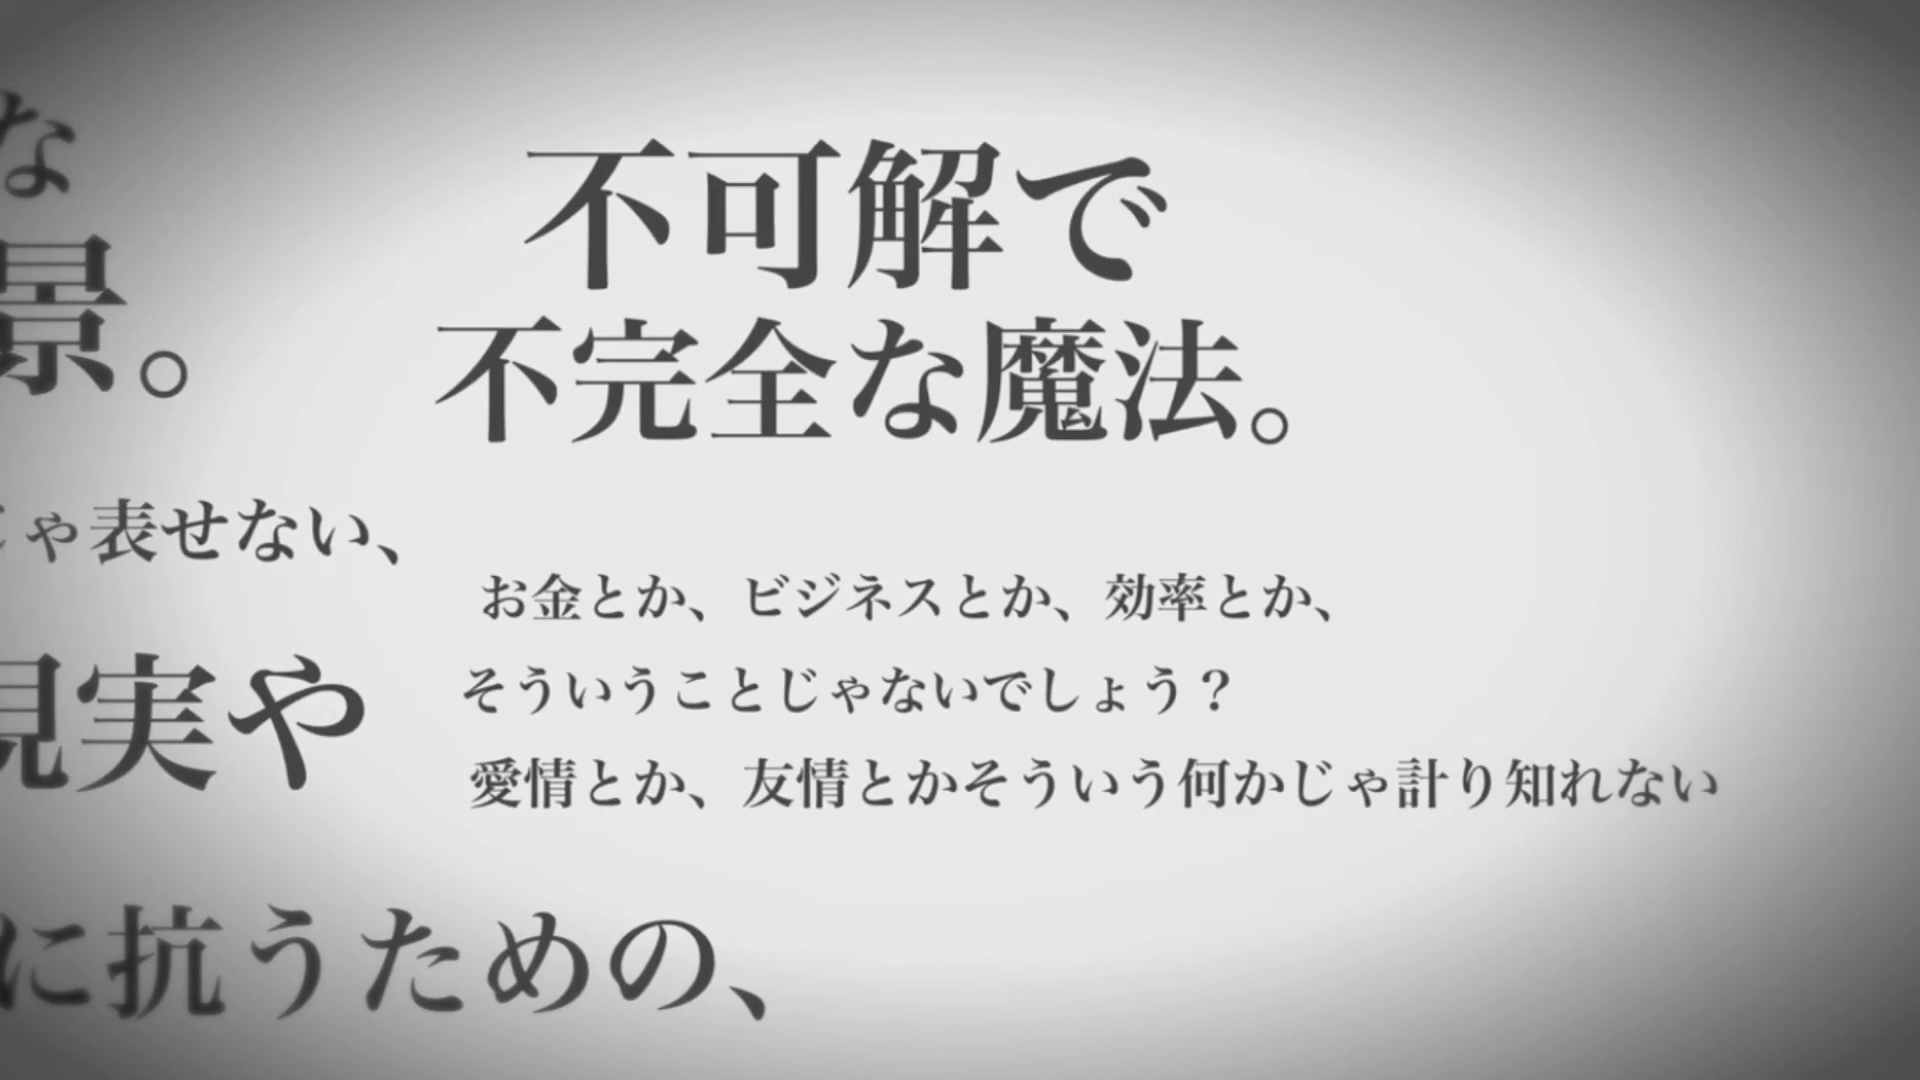 な
景。
ゃ表せない、
現実や
に抗うための、
不可解で
不完全な魔法。
お金とか、ビジネスとか、効率とか、
そういうことじゃないでしょう？
愛情とか、友情とかそういう何かじゃ計り知れない